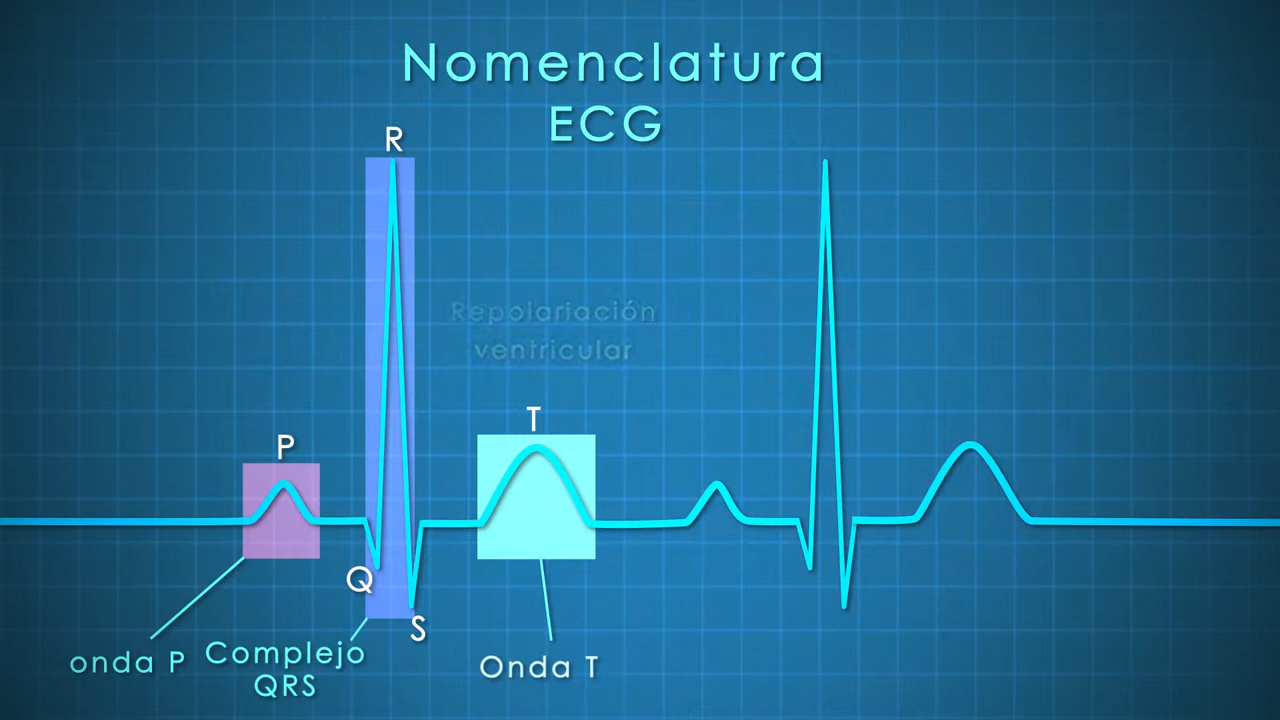 Nomenclatura
ECG
R
Repolariación
ventricular
T
P
Q
S
onda P
Complejo
QRS
Onda T